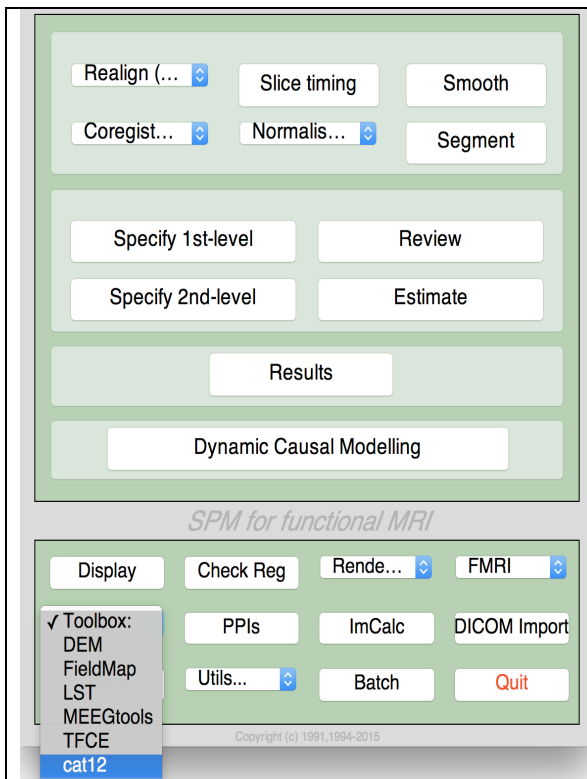 Realign (... Slice timing Smooth
Coregist... Normalis... Segment
Specify 1st-level Review
Specify 2nd-level Estimate
Results
Dynamic Causal Modelling
SPM for functional MRI
Display Check Reg Rende... FMRI
✓ Toolbox: PPIs ImCalc DICOM Import
DEM
FieldMap
LST Utils... Batch Quit
MEEGtools
TFCE
Copyright (c) 1991,1994-2015
cat12